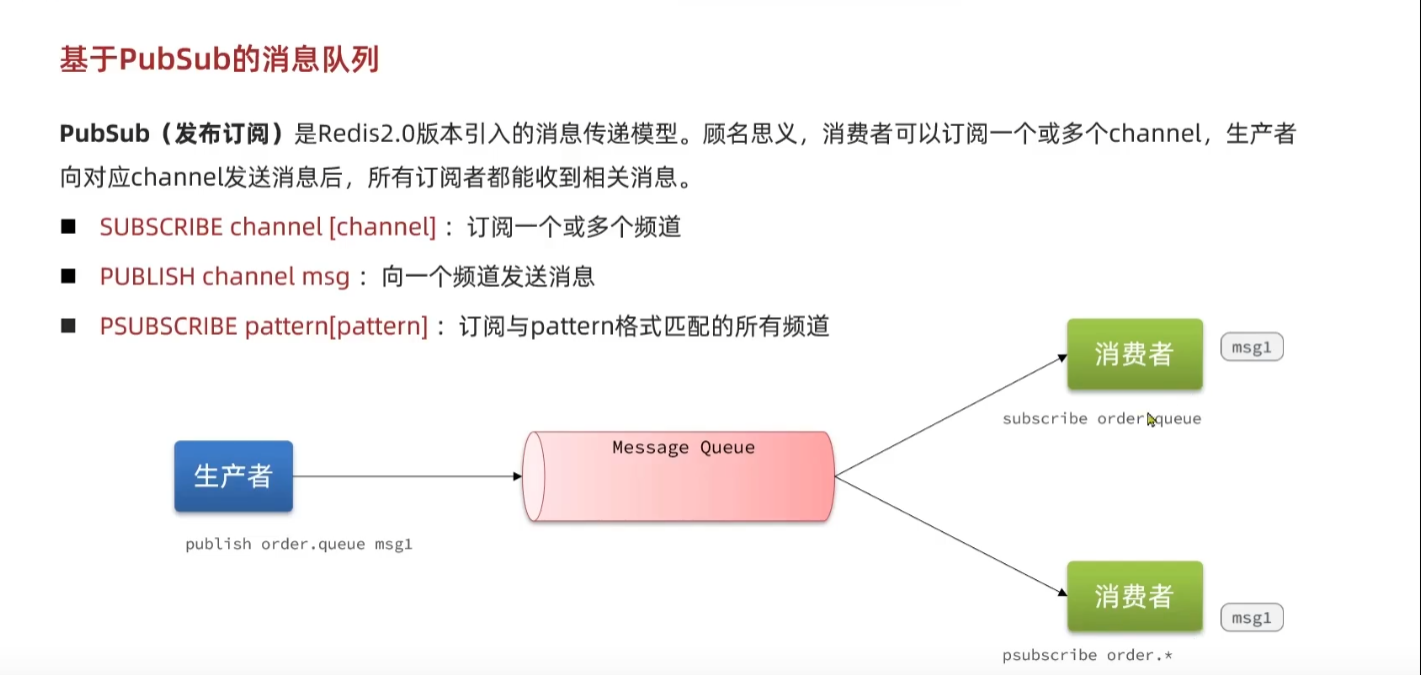 基于PubSub的消息队列
PubSub（发布订阅）是Redis2.0版本引入的消息传递模型。顾名思义，消费者可以订阅一个或多个channel，生产者
向对应channel发送消息后，所有订阅者都能收到相关消息。
SUBSCRIBE channel [channel] ：订阅一个或多个频道
PUBLISH channel msg ：向一个频道发送消息
PSUBSCRIBE pattern[pattern] ：订阅与pattern格式匹配的所有频道
消费者
msg1
subscribe order.queue
Message Queue
生产者
publish order.queue msg1
消费者
msg1
psubscribe order.*